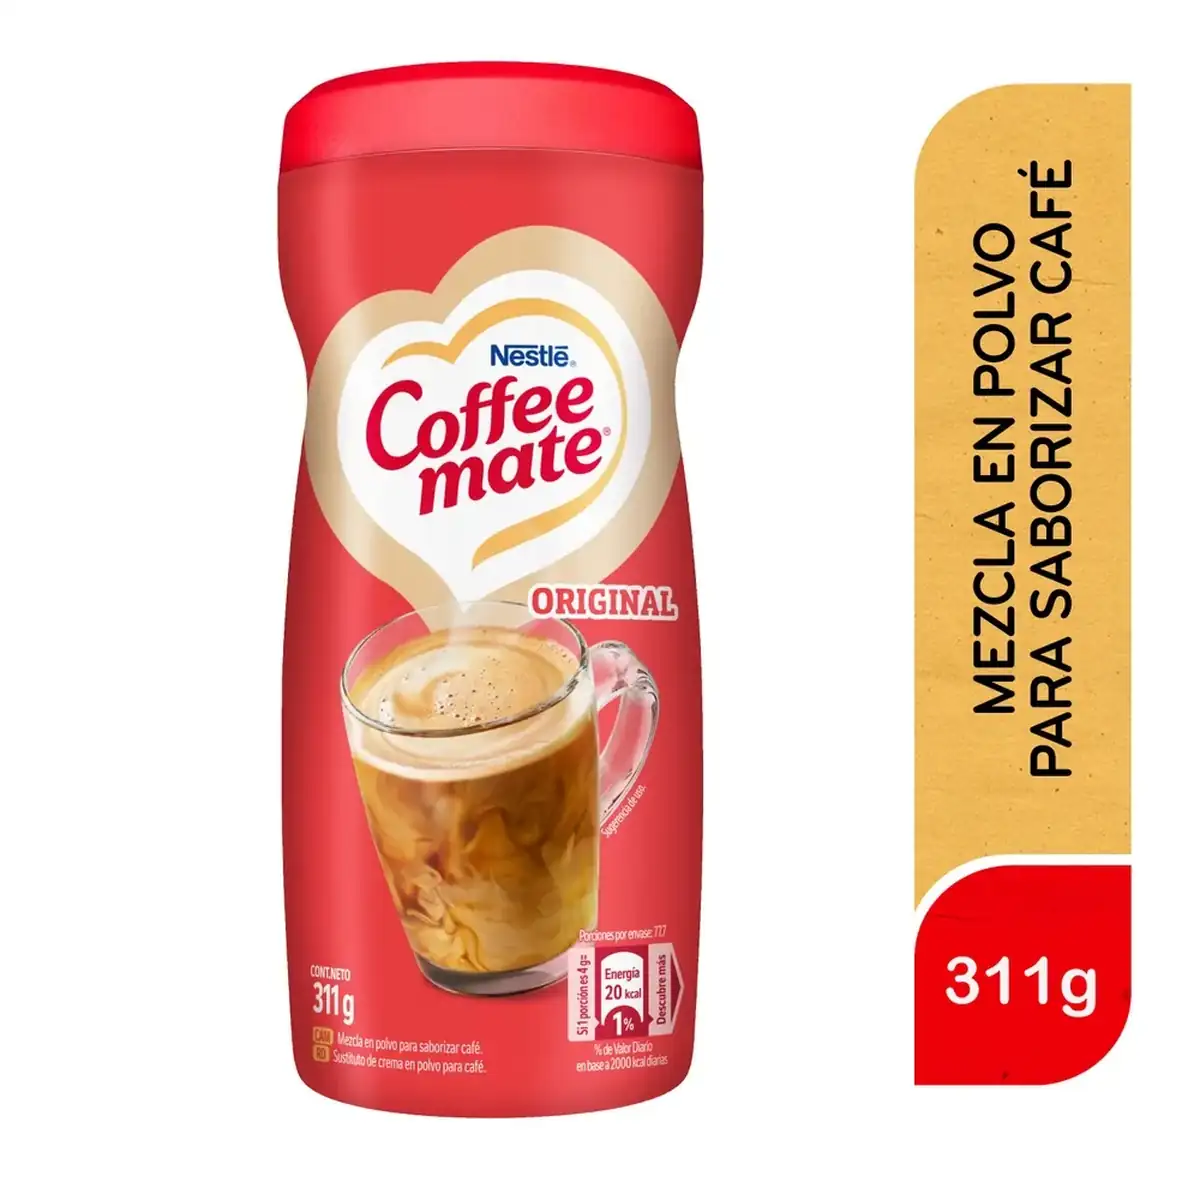 Nestlé®
Coffee
mate®
ORIGINAL
Sugerencia de uso.
Porciones por envase: 77,7
Si 1 porción es 4 g=
Energía
20 kcal
1%
Descubre más
% de Valor Diario
en base a 2000 kcal diarias
CONT.NETO
311 g
CAM Mezcla en polvo para saborizar café.
RD Sustituto de crema en polvo para café.
MEZCLA EN POLVO
PARA SABORIZAR CAFÉ
311g